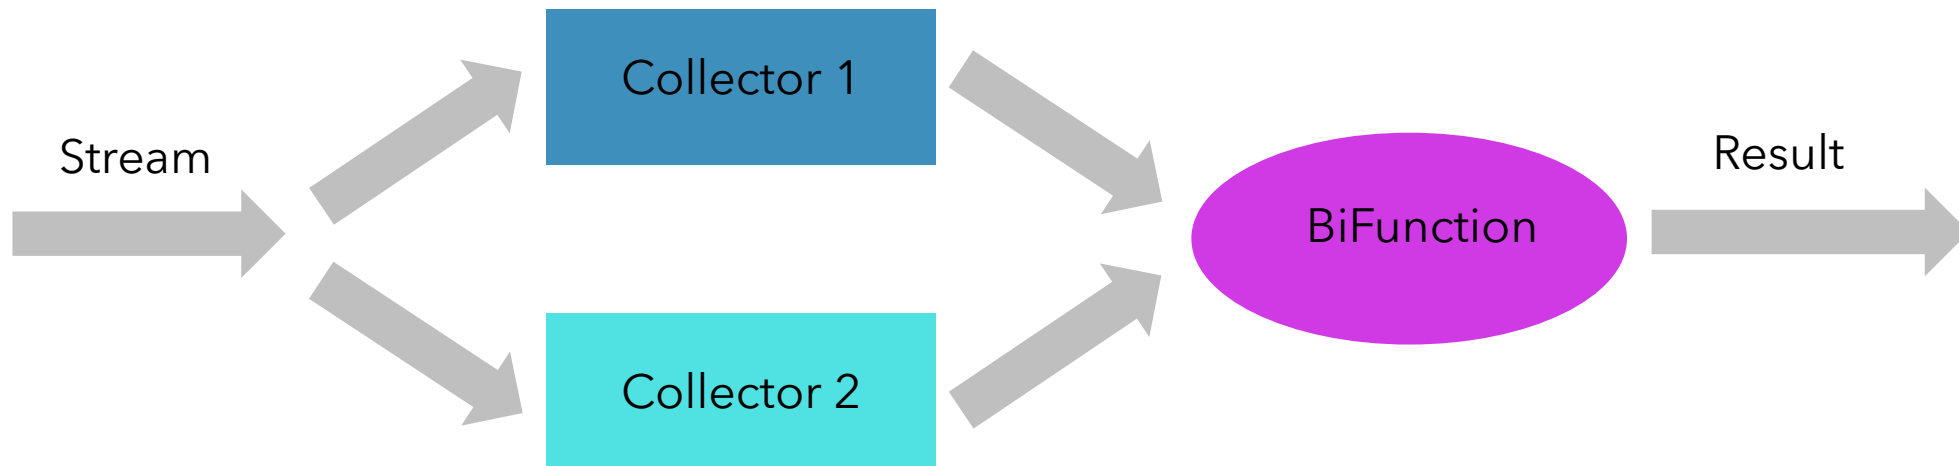 Stream
Collector 1
Collector 2
BiFunction
Result